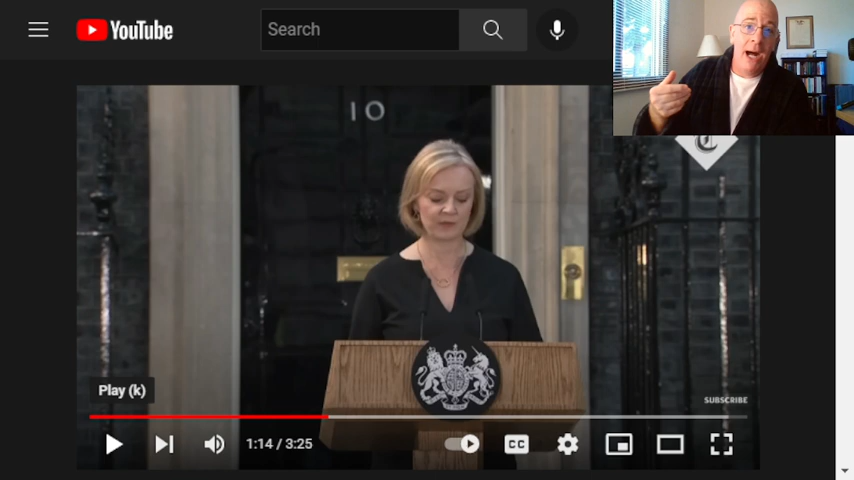 YouTube
Search
10
Play (k)
SUBSCRIBE
1:14 / 3:25
CC